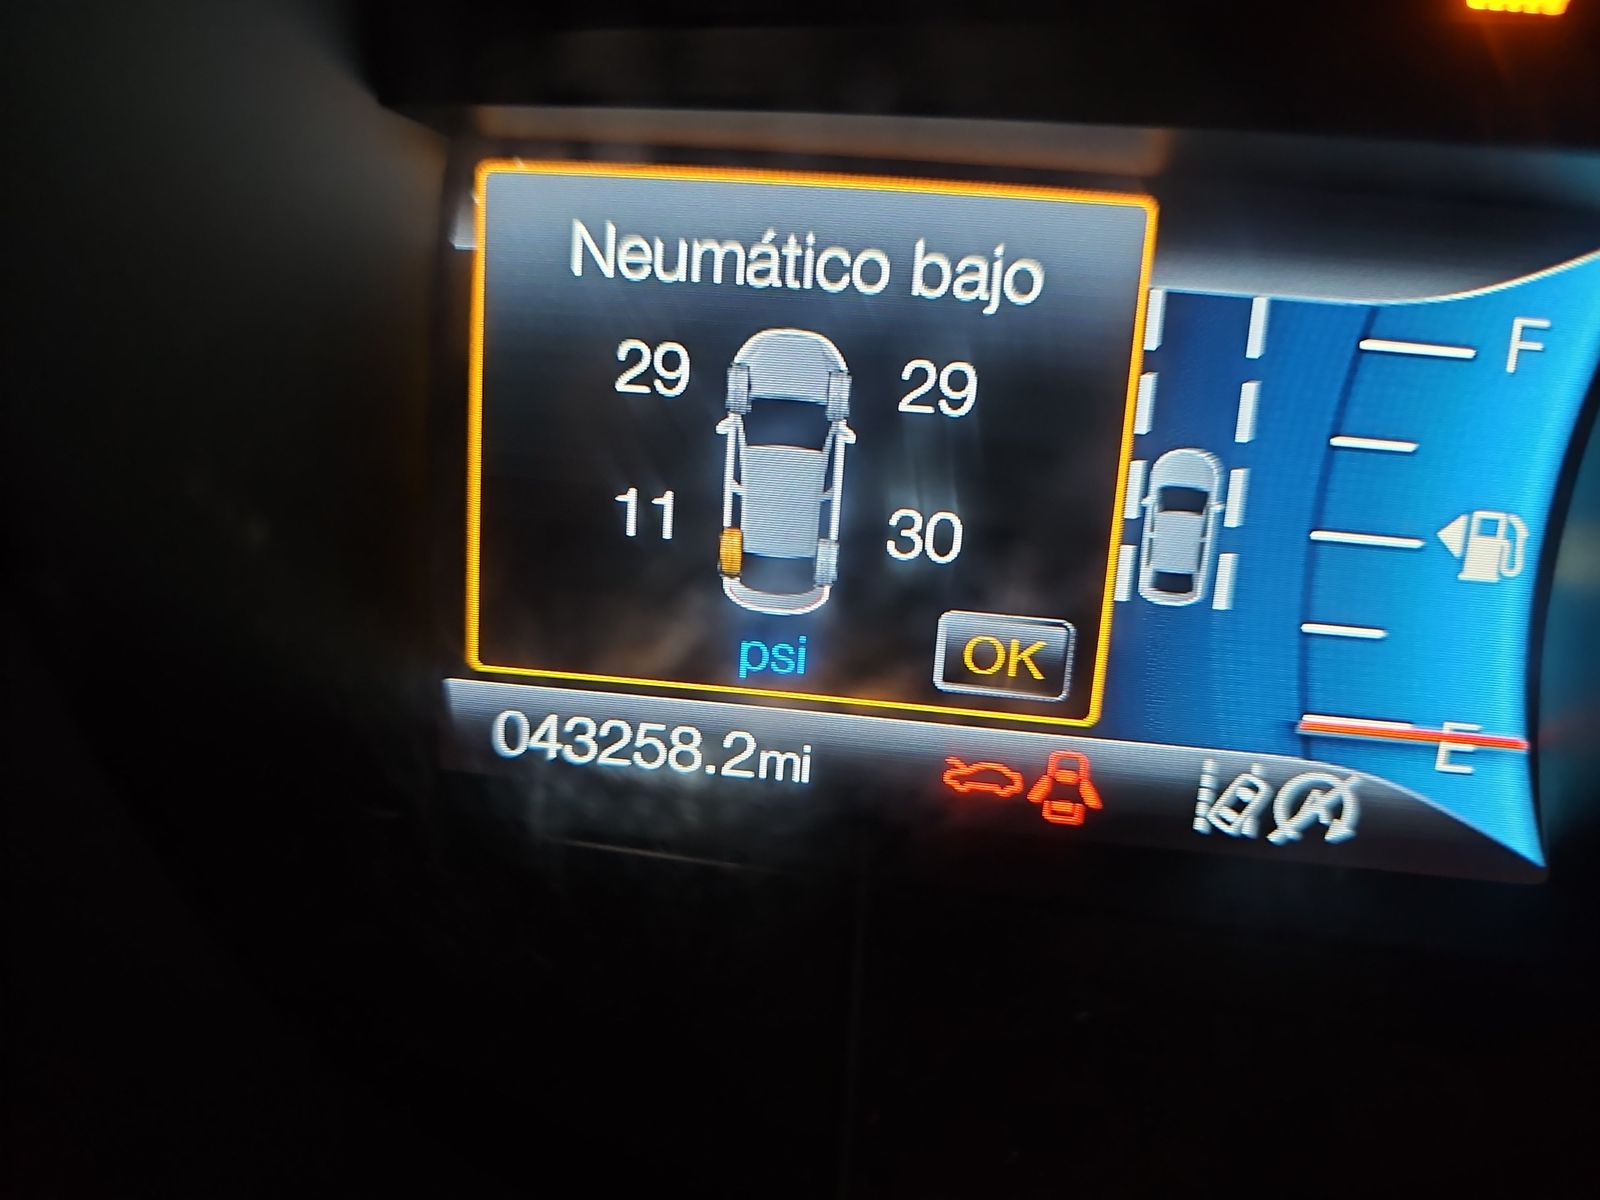 Neumático bajo
29 29
11 30
psi
OK
043258.2mi
F
E